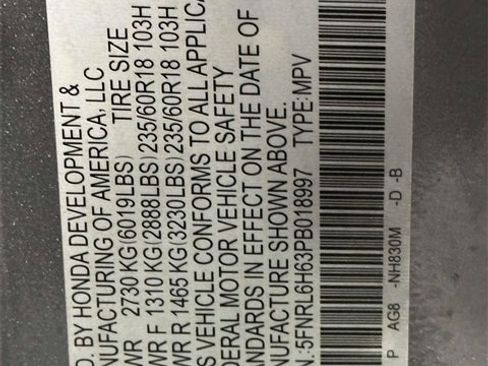 D. BY HONDA DEVELOPMENT &
NUFACTURING OF AMERICA, LLC
WR 2730 KG(6019LBS) TIRE SIZE
WR F 1310 KG(2888LBS)235/60R18 103H
WR R 1465 KG(3230LBS)235/60R18 103H
S VEHICLE CONFORMS TO ALL APPLICA
DERAL MOTOR VEHICLE SAFETY
ANDARDS IN EFFECT ON THE DATE OF
NUFACTURE SHOWN ABOVE.
N.:5FNRL6H63PB018997 TYPE:MPV
P AG8 -NH830M -D -B